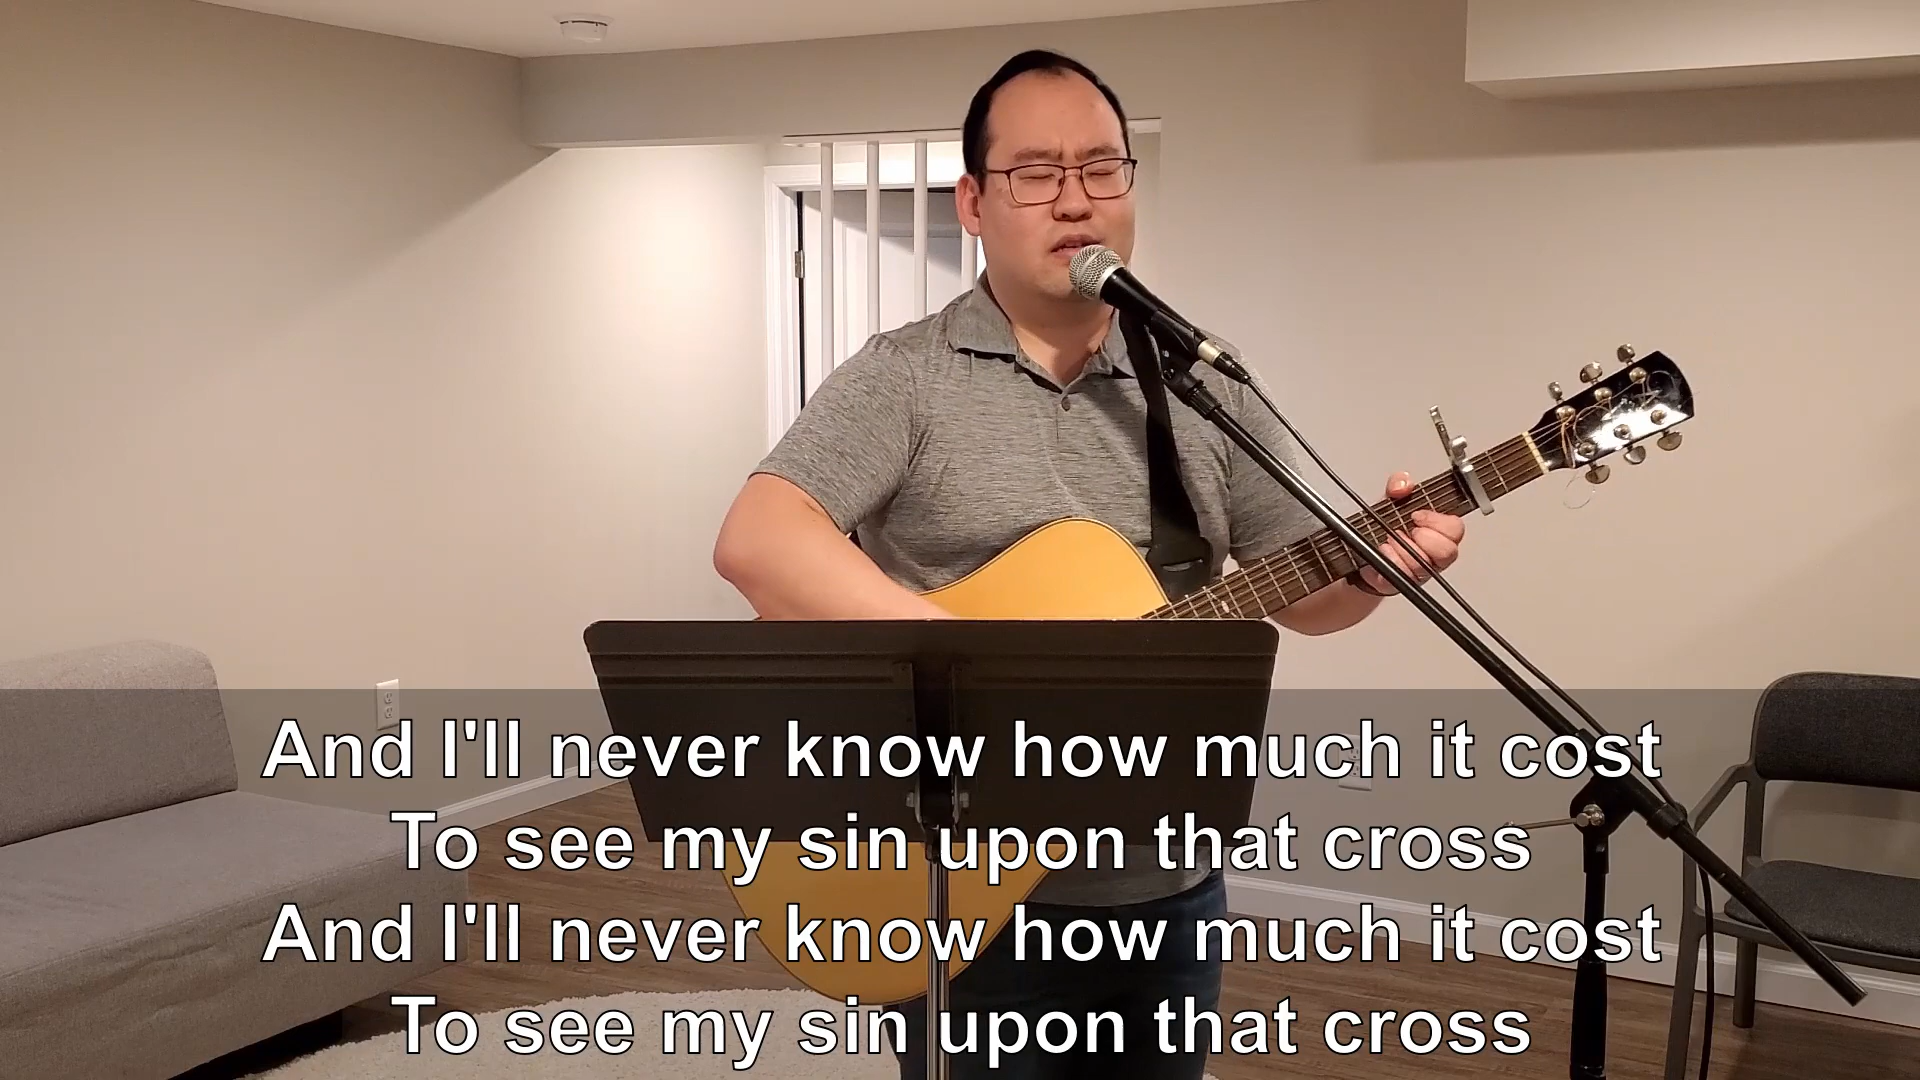 And I'll never know how much it cost
To see my sin upon that cross
And I'll never know how much it cost
To see my sin upon that cross